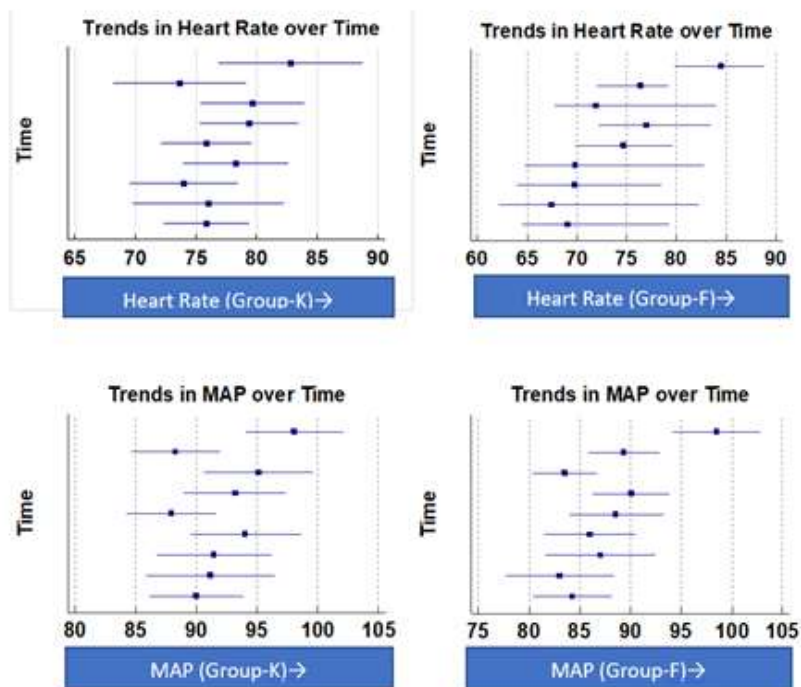 Trends in Heart Rate over Time
Time
65 70 75 80 85 90
Heart Rate (Group-K)→
Trends in Heart Rate over Time
Time
60 65 70 75 80 85 90
Heart Rate (Group-F)→
Trends in MAP over Time
Time
80 85 90 95 100 105
MAP (Group-K)→
Trends in MAP over Time
Time
75 80 85 90 95 100 105
MAP (Group-F)→